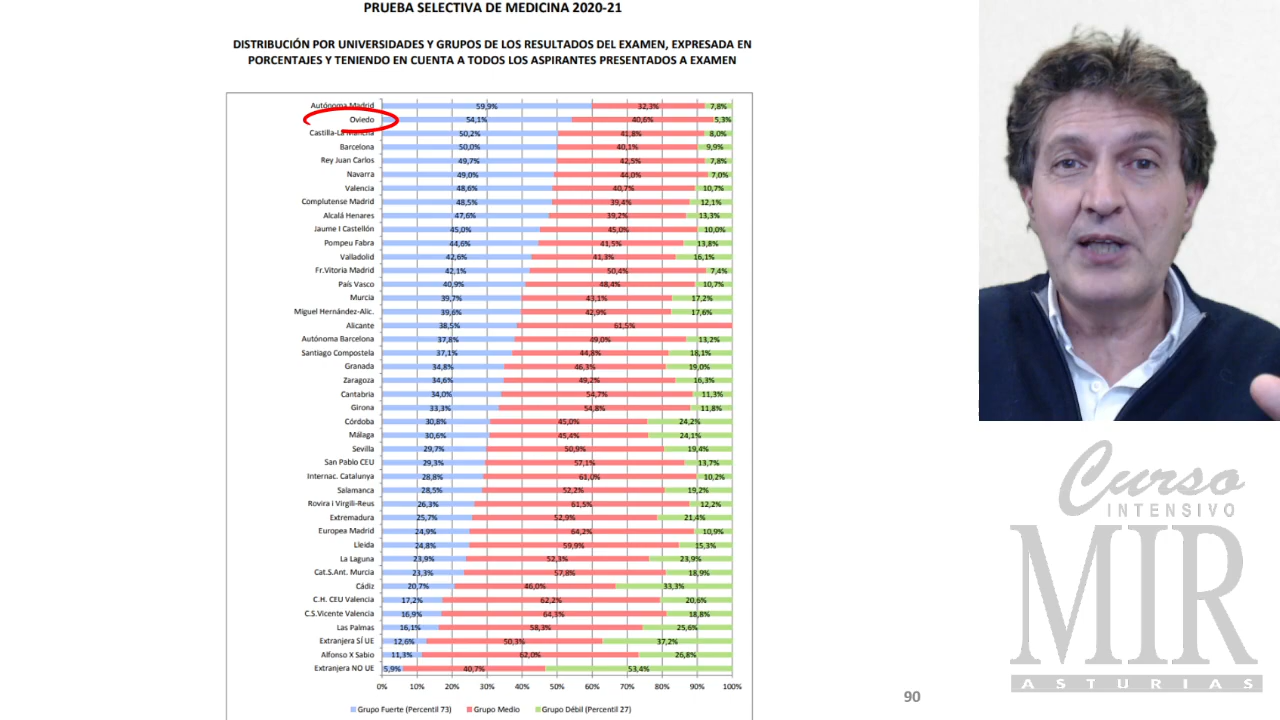 PRUEBA SELECTIVA DE MEDICINA 2020-21
DISTRIBUCIÓN POR UNIVERSIDADES Y GRUPOS DE LOS RESULTADOS DEL EXAMEN, EXPRESADA EN
PORCENTAJES Y TENIENDO EN CUENTA A TODOS LOS ASPIRANTES PRESENTADOS A EXAMEN
Autónoma Madrid 59,9% 32,3% 7,8%
Oviedo 54,1% 40,6% 5,3%
Castilla-La Mancha 50,2% 41,8% 8,0%
Barcelona 50,0% 40,1% 9,9%
Rey Juan Carlos 49,7% 42,5% 7,8%
Navarra 49,0% 44,0% 7,0%
Valencia 48,6% 40,7% 10,7%
Complutense Madrid 48,5% 39,4% 12,1%
Alcalá Henares 47,6% 39,2% 13,3%
Jaume I Castellón 45,0% 45,0% 10,0%
Pompeu Fabra 44,6% 41,5% 13,8%
Valladolid 42,6% 41,3% 16,1%
Fr.Vitoria Madrid 42,1% 50,4% 7,4%
País Vasco 40,9% 48,4% 10,7%
Murcia 39,7% 43,1% 17,2%
Miguel Hernández-Alic. 39,6% 42,9% 17,6%
Alicante 38,5% 61,5%
Autónoma Barcelona 37,8% 49,0% 13,2%
Santiago Compostela 37,1% 44,8% 18,1%
Granada 34,8% 46,3% 19,0%
Zaragoza 34,6% 49,2% 16,3%
Cantabria 34,0% 54,7% 11,3%
Girona 33,3% 54,8% 11,8%
Córdoba 30,8% 45,0% 24,2%
Málaga 30,6% 45,4% 24,1%
Sevilla 29,7% 50,9% 19,4%
San Pablo CEU 29,3% 57,1% 13,7%
Internac. Catalunya 28,8% 61,0% 10,2%
Salamanca 28,5% 52,2% 19,2%
Rovira i Virgili-Reus 26,3% 61,5% 12,2%
Extremadura 25,7% 52,9% 21,4%
Europea Madrid 24,9% 64,2% 10,9%
Lleida 24,8% 59,9% 15,3%
La Laguna 23,9% 52,3% 23,9%
Cat.S.Ant. Murcia 23,3% 57,8% 18,9%
Cádiz 20,7% 46,0% 33,3%
C.H. CEU Valencia 17,2% 62,2% 20,6%
C.S.Vicente Valencia 16,9% 64,3% 18,8%
Las Palmas 16,1% 58,3% 25,6%
Extranjera SÍ UE 12,6% 50,3% 37,2%
Alfonso X Sabio 11,3% 62,0% 26,8%
Extranjera NO UE 5,9% 40,7% 53,4%
0% 10% 20% 30% 40% 50% 60% 70% 80% 90% 100%
Grupo Fuerte (Percentil 73) Grupo Medio Grupo Débil (Percentil 27)
90
Curso
INTENSIVO
MIR
ASTURIAS